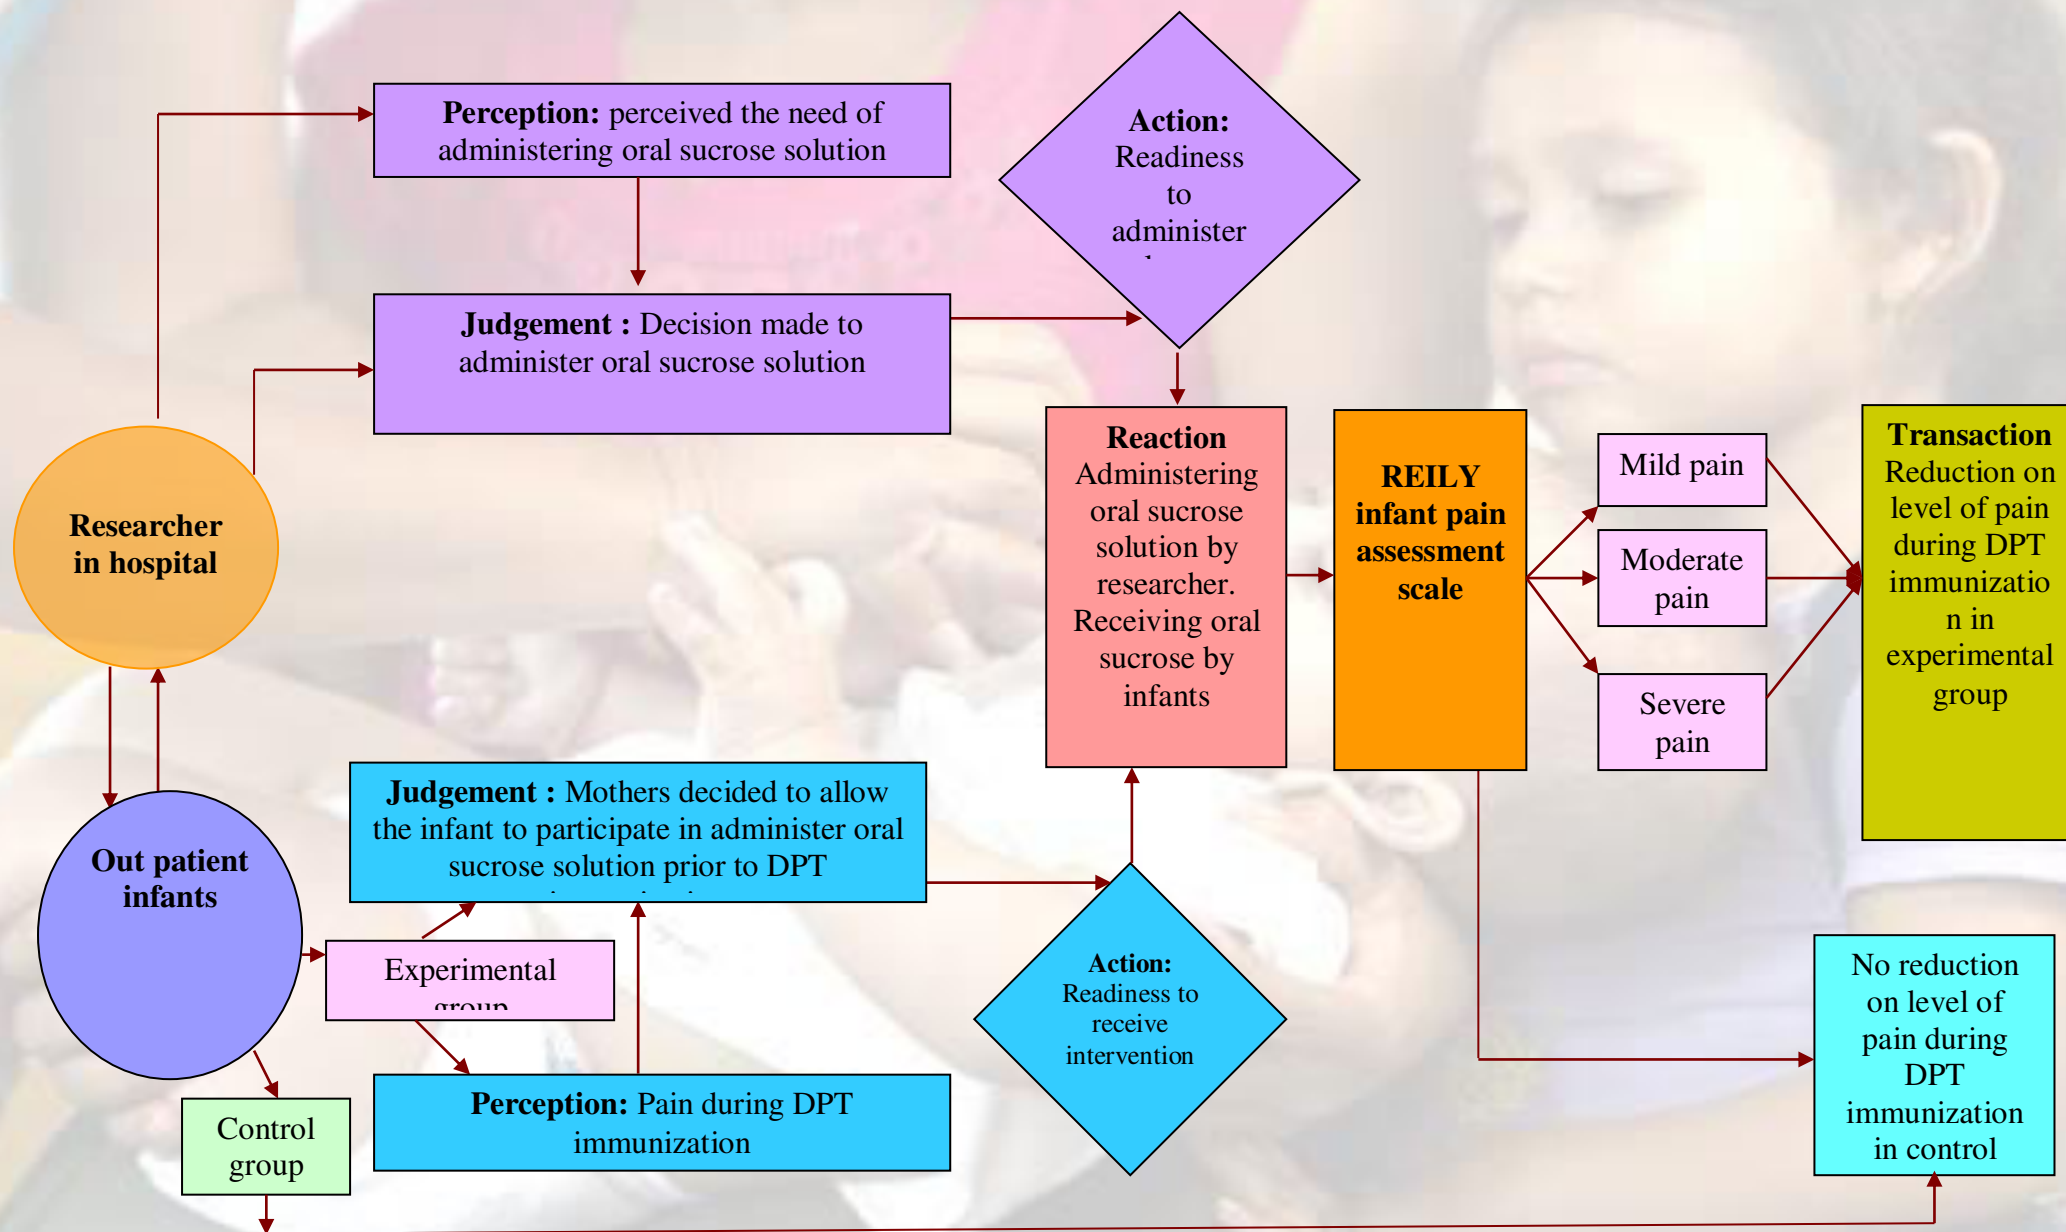 Perception: perceived the need of
administering oral sucrose solution
Action:
Readiness
to
administer
Judgement : Decision made to
administer oral sucrose solution
Researcher
in hospital
Reaction
Administering
oral sucrose
solution by
researcher.
Receiving oral
sucrose by
infants
REILY
infant pain
assessment
scale
Mild pain
Moderate
pain
Severe
pain
Transaction
Reduction on
level of pain
during DPT
immunizatio
n in
experimental
group
Out patient
infants
Judgement : Mothers decided to allow
the infant to participate in administer oral
sucrose solution prior to DPT
Experimental
group
Perception: Pain during DPT
immunization
Action:
Readiness to
receive
intervention
Control
group
No reduction
on level of
pain during
DPT
immunization
in control